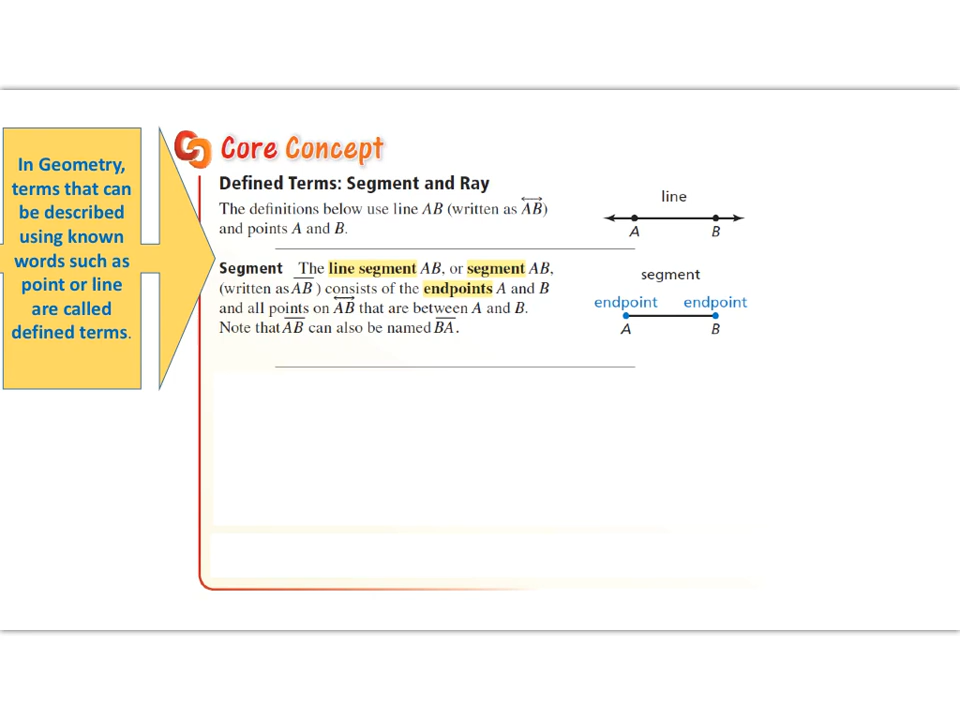 In Geometry,
terms that can
be described
using known
words such as
point or line
are called
defined terms.
Core Concept
Defined Terms: Segment and Ray
The definitions below use line AB (written as AB)
and points A and B.
line
A B
Segment The line segment AB, or segment AB,
(written as AB ) consists of the endpoints A and B
and all points on AB that are between A and B.
Note that AB can also be named BA.
segment
endpoint endpoint
A B